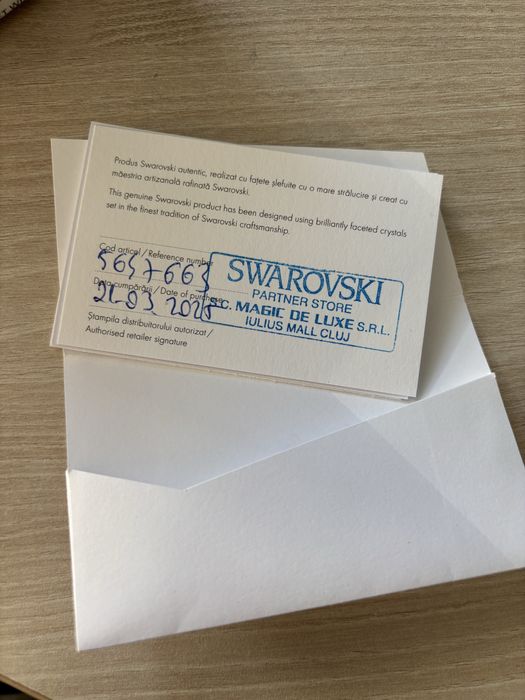 Produs Swarovski autentic, realizat cu fațete șlefuite cu o mare strălucire și creat cu
măestria artizanală rafinată Swarovski.
This genuine Swarovski product has been designed using brilliantly faceted crystals
set in the finest tradition of Swarovski craftsmanship.
Cod articol / Reference number
5647663
Data cumpărării / Date of purchase
21.03.2025
Ștampila distribuitorului autorizat /
Authorised retailer signature
SWAROVSKI
PARTNER STORE
S.C. MAGIC DE LUXE S.R.L.
IULIUS MALL CLUJ